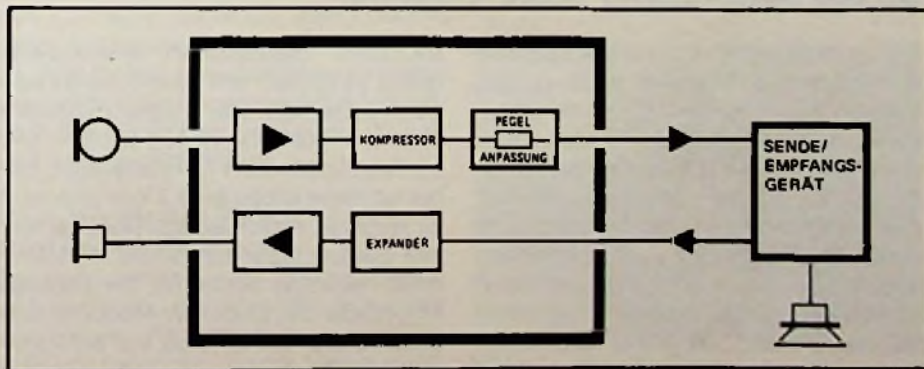 KOMPRESSOR
PEGEL
ANPASSUNG
SENDE/
EMPFANGS-
GERÄT
EXPANDER